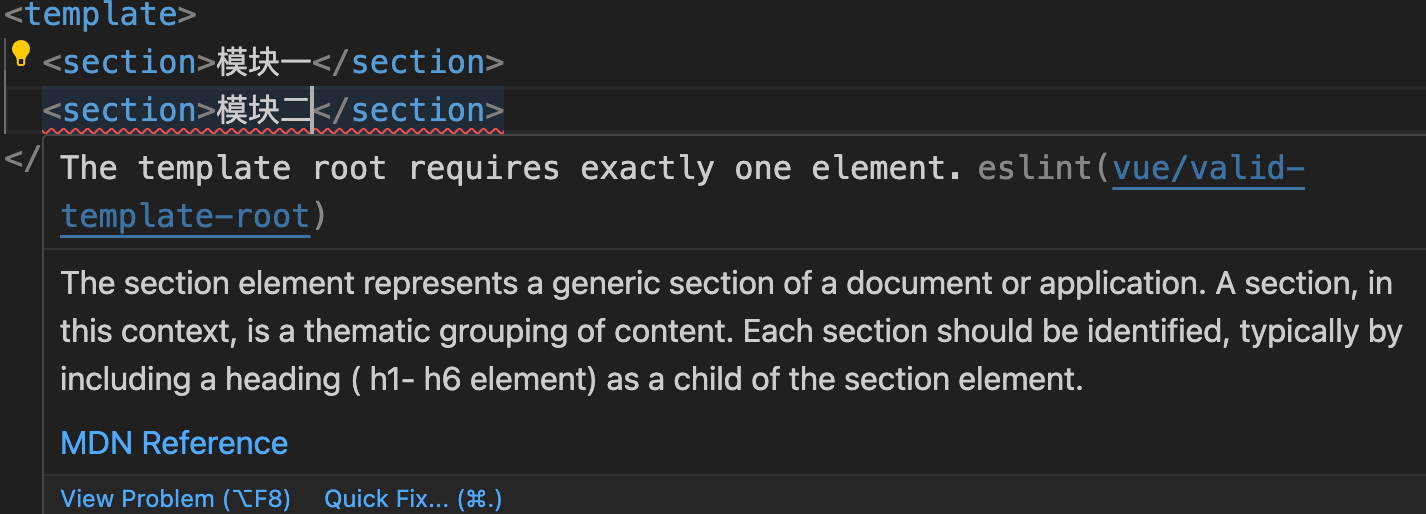 <template>
<section>模块一</section>
<section>模块二</section>
</
The template root requires exactly one element. eslint(vue/valid-
template-root)
The section element represents a generic section of a document or application. A section, in
this context, is a thematic grouping of content. Each section should be identified, typically by
including a heading ( h1- h6 element) as a child of the section element.
MDN Reference
View Problem (⌥F8) Quick Fix... (⌘.)